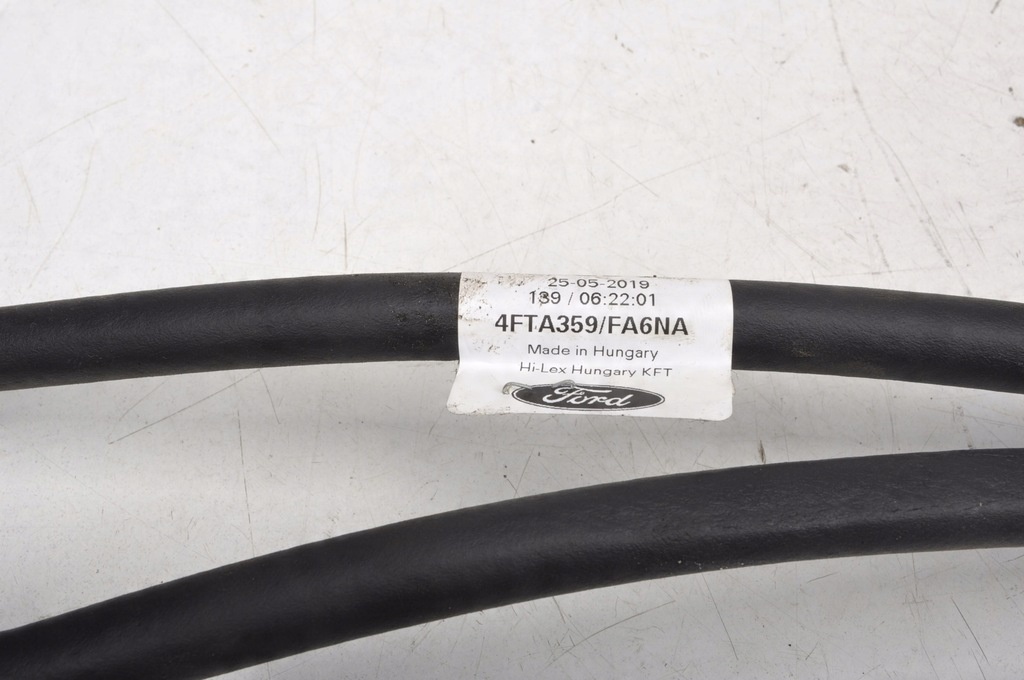 25-05-2019
139 / 06:22:01
4FTA359/FA6NA
Made in Hungary
Hi-Lex Hungary KFT
Ford